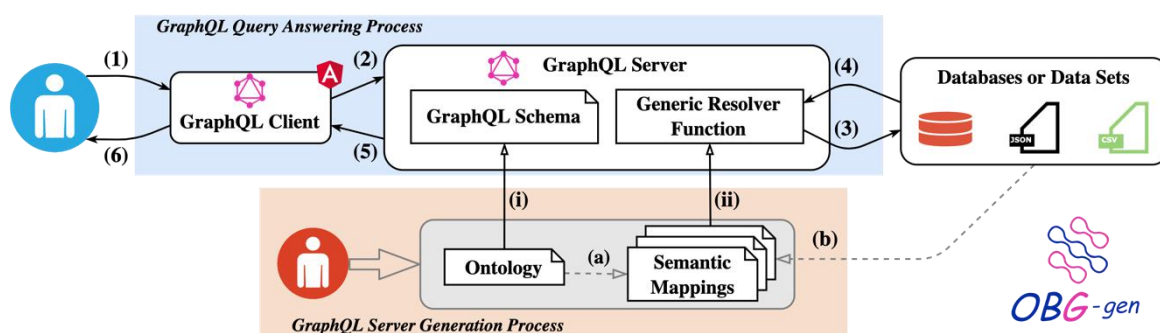 GraphQL Query Answering Process
(1)
(2)
GraphQL Server
(4)
Databases or Data Sets
GraphQL Client
GraphQL Schema
Generic Resolver
Function
JSON
CSV
(6)
(5)
(3)
(i)
(ii)
(b)
Ontology
(a)
Semantic
Mappings
OBG-gen
GraphQL Server Generation Process